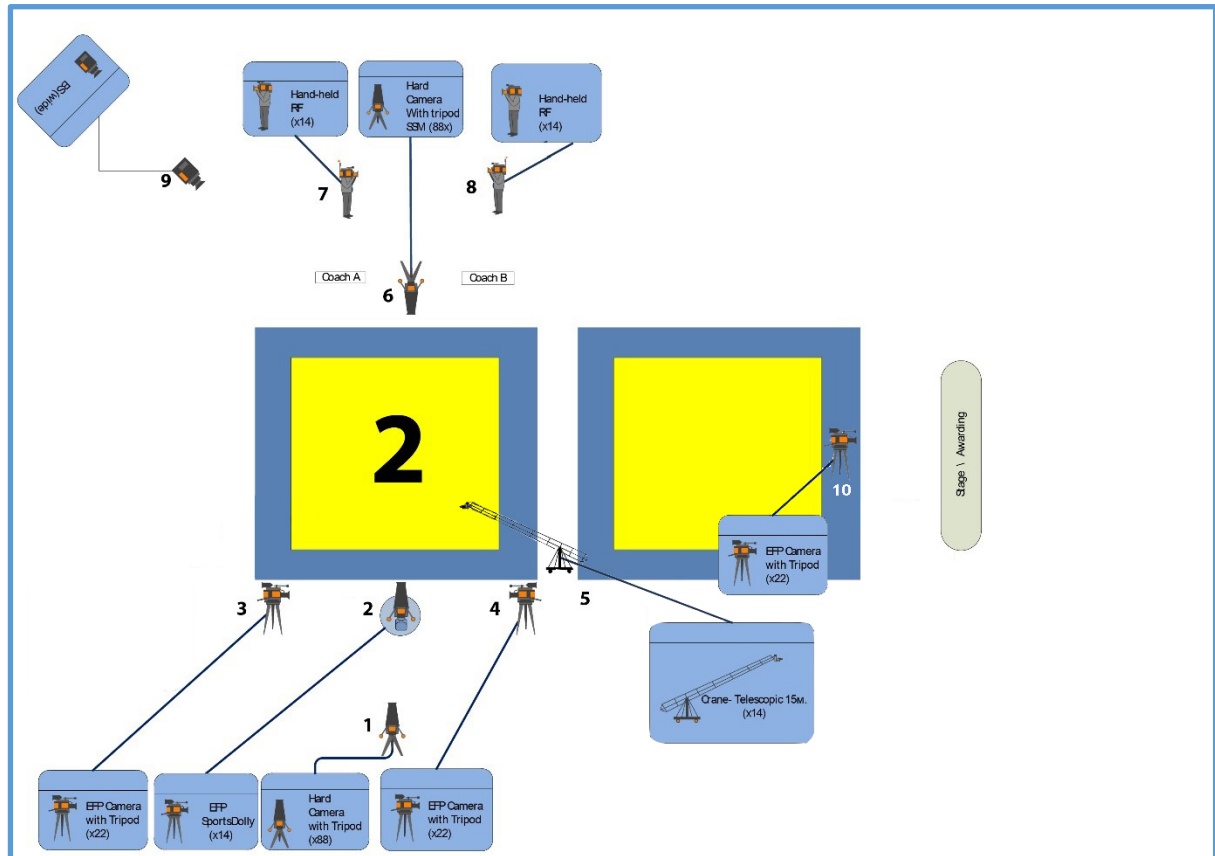 BS(wide)
Hand-held
RF
(x14)
Hard
Camera
With tripod
SSM (88x)
Hand-held
RF
(x14)
9
7
8
Coach A
Coach B
6
2
10
Stage \ Awarding
EFP Camera
with Tripod
(x22)
3
2
4
5
Crane- Telescopic 15м.
(x14)
1
EFP Camera
with Tripod
(x22)
EFP
SportsDolly
(x14)
Hard
Camera
with Tripod
(x88)
EFP Camera
with Tripod
(x22)